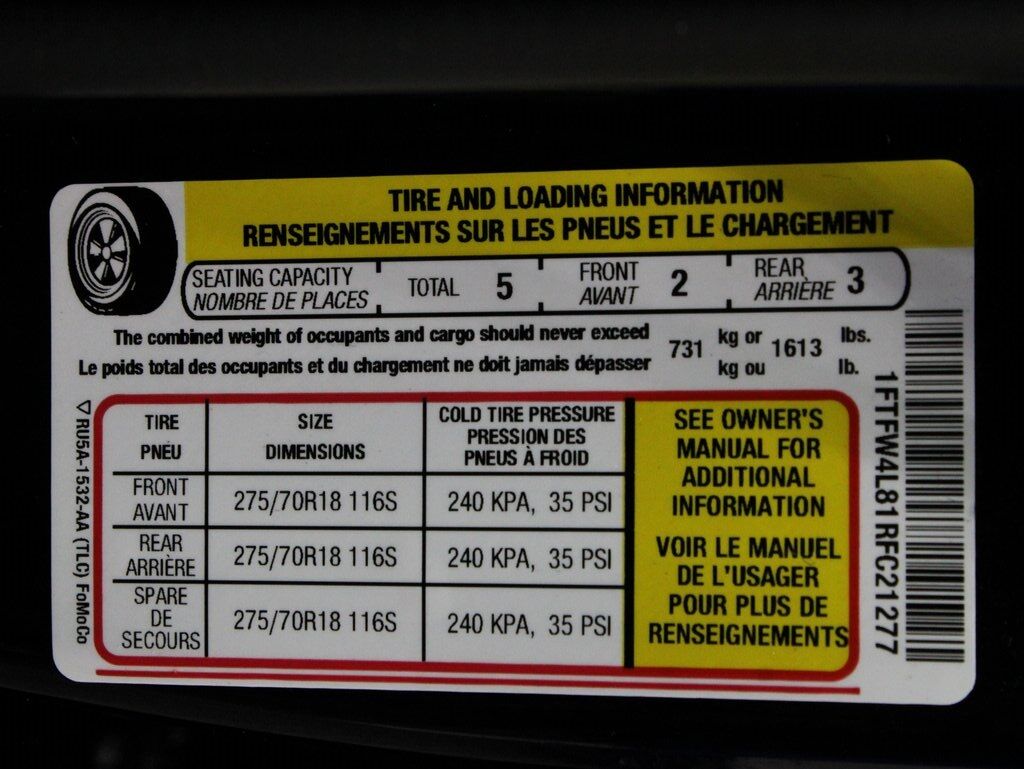 TIRE AND LOADING INFORMATION
RENSEIGNEMENTS SUR LES PNEUS ET LE CHARGEMENT
SEATING CAPACITY TOTAL 5 FRONT 2 REAR 3
NOMBRE DE PLACES AVANT ARRIÈRE
The combined weight of occupants and cargo should never exceed 731 kg or 1613 lbs.
Le poids total des occupants et du chargement ne doit jamais dépasser kg ou lb.
TIRE SIZE COLD TIRE PRESSURE
PNEU DIMENSIONS PRESSION DES
PNEUS À FROID
FRONT
AVANT 275/70R18 116S 240 KPA, 35 PSI
REAR
ARRIÈRE 275/70R18 116S 240 KPA, 35 PSI
SPARE
DE
SECOURS 275/70R18 116S 240 KPA, 35 PSI
SEE OWNER'S
MANUAL FOR
ADDITIONAL
INFORMATION
VOIR LE MANUEL
DE L'USAGER
POUR PLUS DE
RENSEIGNEMENTS
RU5A-1532-AA (TLC) FoMoCo
1FTFW4L81RFC21277